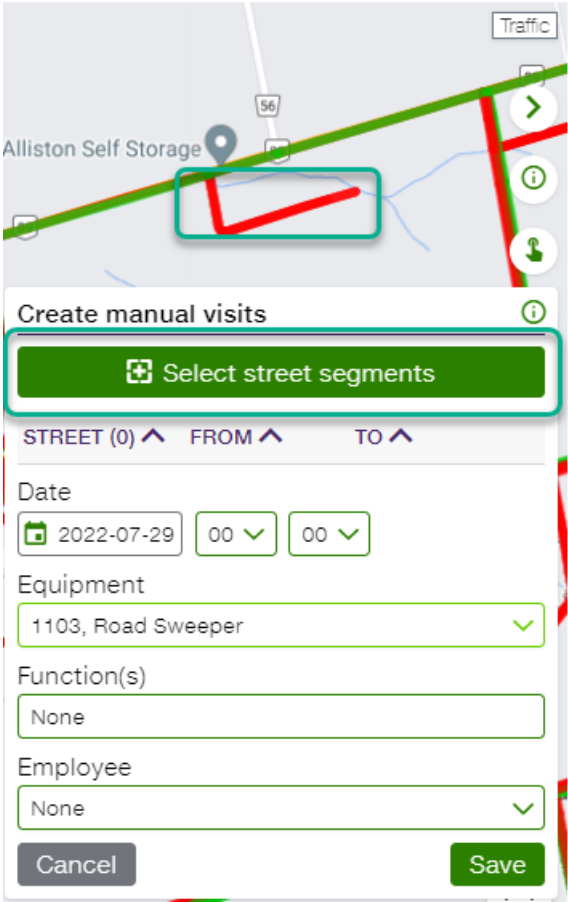 Traffic
56
Alliston Self Storage
Create manual visits
Select street segments
STREET (0) FROM TO
Date
2022-07-29 00 00
Equipment
1103, Road Sweeper
Function(s)
None
Employee
None
Cancel Save